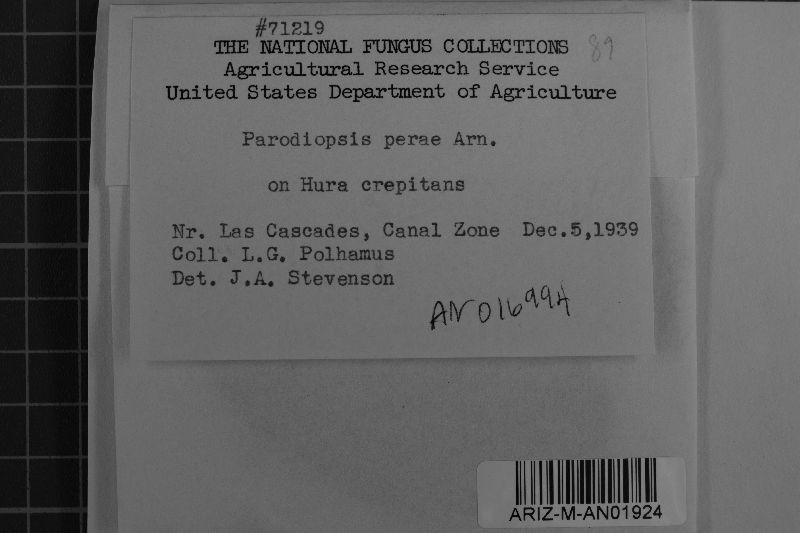 #71219
THE NATIONAL FUNGUS COLLECTIONS 89
Agricultural Research Service
United States Department of Agriculture
Parodiopsis perae Arn.
on Hura crepitans
Nr. Las Cascades, Canal Zone Dec.5,1939
Coll. L.G. Polhamus
Det. J.A. Stevenson
AN016994
ARIZ-M-AN01924